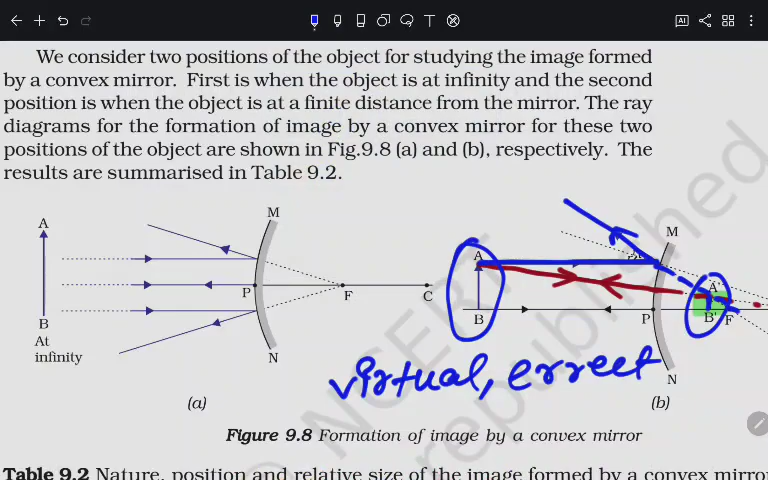 We consider two positions of the object for studying the image formed
by a convex mirror. First is when the object is at infinity and the second
position is when the object is at a finite distance from the mirror. The ray
diagrams for the formation of image by a convex mirror for these two
positions of the object are shown in Fig.9.8 (a) and (b), respectively. The
results are summarised in Table 9.2.
A
M
P
F
C
B
At
infinity
N
(a)
A
M
A'
B
P
B'
F
N
virtual, errect
(b)
© NCERT
republished
Figure 9.8 Formation of image by a convex mirror
Table 9.2 Nature, position and relative size of the image formed by a convex mirror
T
AI